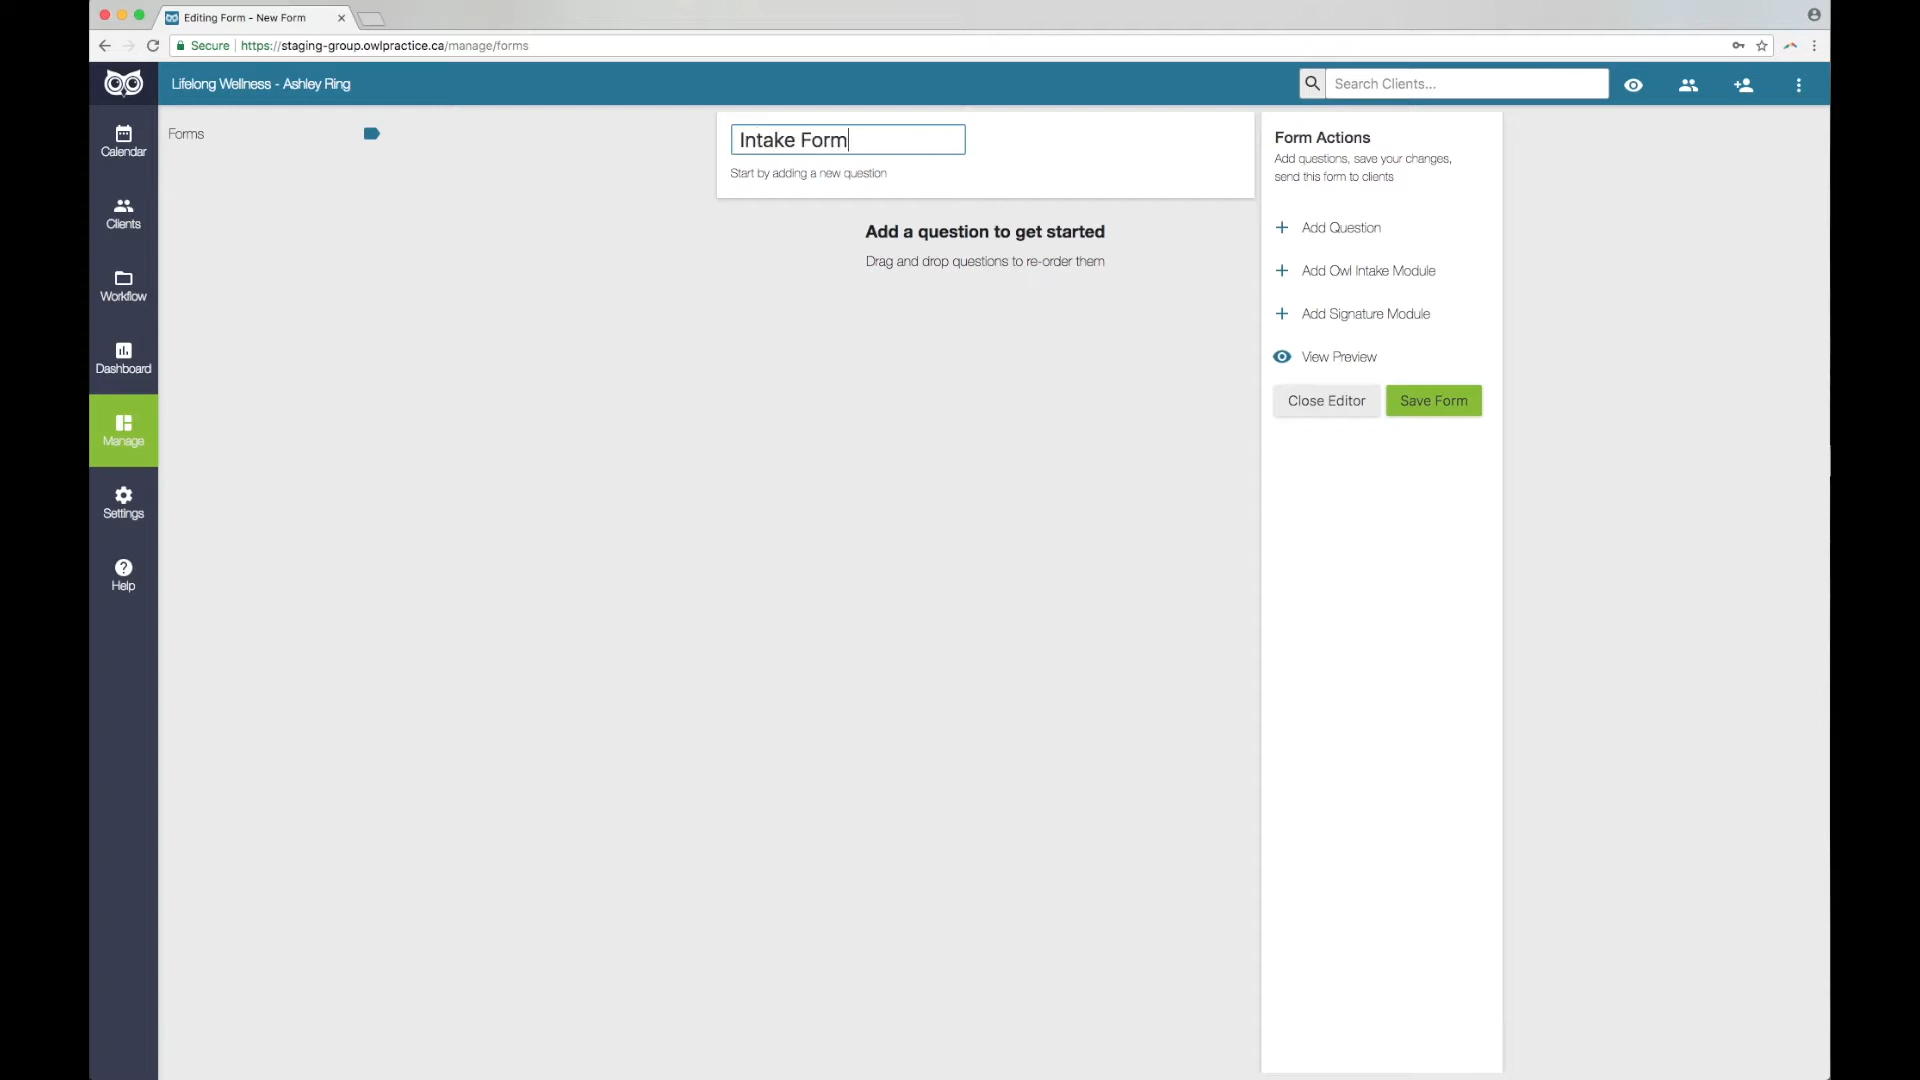 Editing Form - New Form
Secure https://staging-group.owlpractice.ca/manage/forms
Lifelong Wellness - Ashley Ring
Search Clients...
Calendar
Clients
Workflow
Dashboard
Manage
Settings
Help
Forms
Intake Form
Start by adding a new question
Add a question to get started
Drag and drop questions to re-order them
Form Actions
Add questions, save your changes,
send this form to clients
Add Question
Add Owl Intake Module
Add Signature Module
View Preview
Close Editor
Save Form